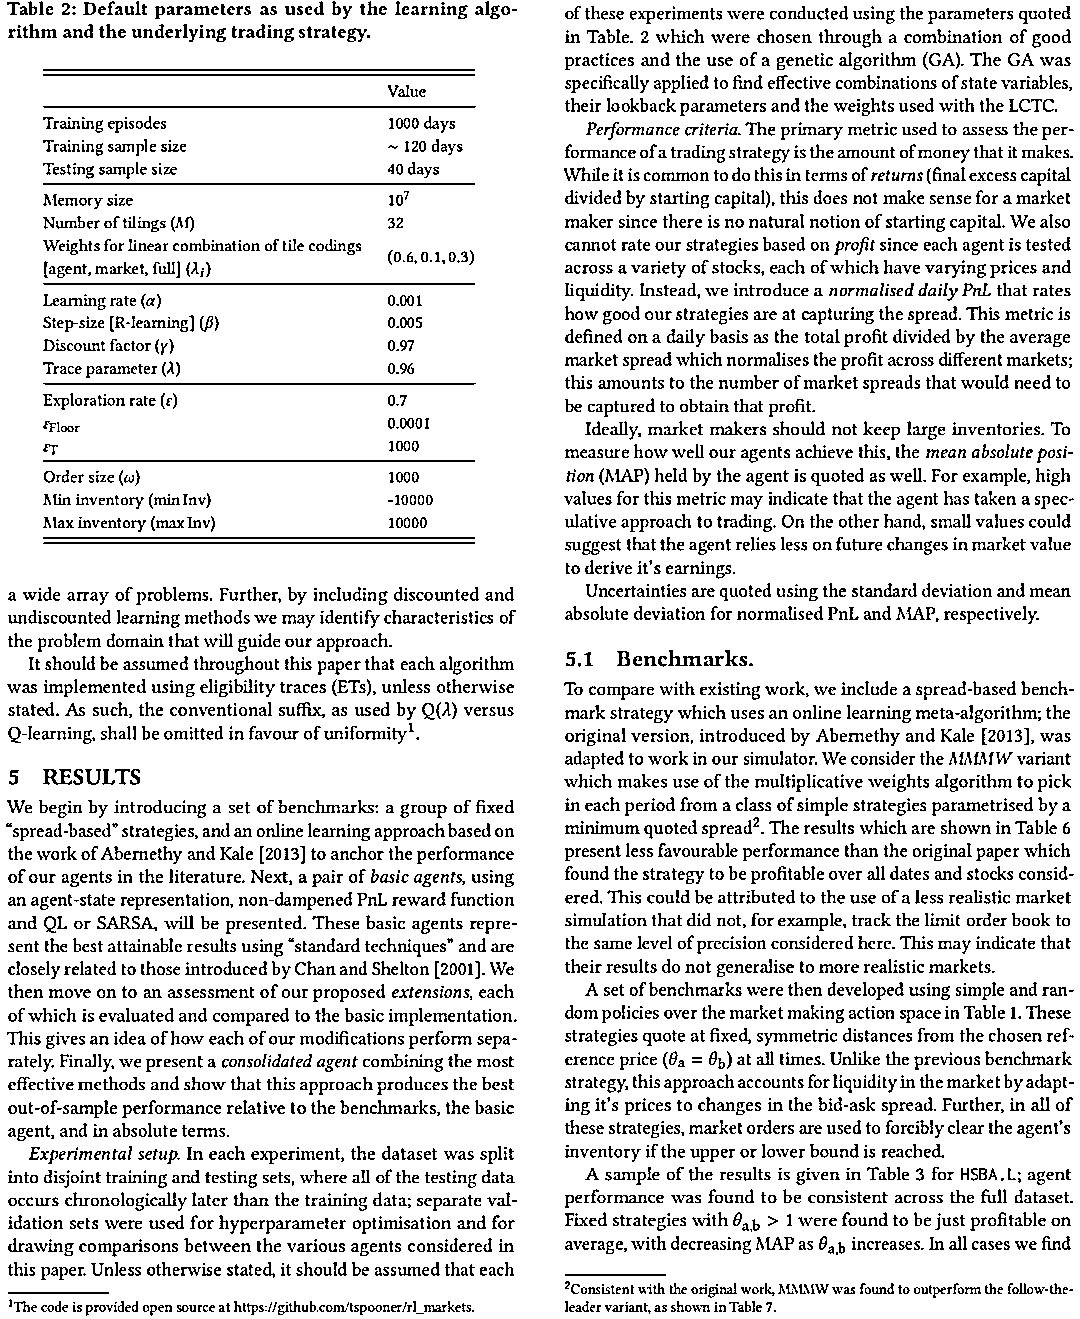 Table 2: Default parameters as used by the learning algo-
rithm and the underlying trading strategy.
Value
Training episodes 1000 days
Training sample size ~ 120 days
Testing sample size 40 days
Memory size 10⁷
Number of tilings (M) 32
Weights for linear combination of tile codings
[agent, market, full] (λᵢ) (0.6, 0.1, 0.3)
Learning rate (α) 0.001
Step-size [R-learning] (β) 0.005
Discount factor (γ) 0.97
Trace parameter (λ) 0.96
Exploration rate (ε) 0.7
ε_Floor 0.0001
ε_T 1000
Order size (ω) 1000
Min inventory (min Inv) -10000
Max inventory (max Inv) 10000
a wide array of problems. Further, by including discounted and
undiscounted learning methods we may identify characteristics of
the problem domain that will guide our approach.
It should be assumed throughout this paper that each algorithm
was implemented using eligibility traces (ETs), unless otherwise
stated. As such, the conventional suffix, as used by Q(λ) versus
Q-learning, shall be omitted in favour of uniformity¹.
5 RESULTS
We begin by introducing a set of benchmarks: a group of fixed
"spread-based" strategies, and an online learning approach based on
the work of Abernethy and Kale [2013] to anchor the performance
of our agents in the literature. Next, a pair of basic agents, using
an agent-state representation, non-dampened PnL reward function
and QL or SARSA, will be presented. These basic agents repre-
sent the best attainable results using "standard techniques" and are
closely related to those introduced by Chan and Shelton [2001]. We
then move on to an assessment of our proposed extensions, each
of which is evaluated and compared to the basic implementation.
This gives an idea of how each of our modifications perform sepa-
rately. Finally, we present a consolidated agent combining the most
effective methods and show that this approach produces the best
out-of-sample performance relative to the benchmarks, the basic
agent, and in absolute terms.
Experimental setup. In each experiment, the dataset was split
into disjoint training and testing sets, where all of the testing data
occurs chronologically later than the training data; separate val-
idation sets were used for hyperparameter optimisation and for
drawing comparisons between the various agents considered in
this paper. Unless otherwise stated, it should be assumed that each
¹The code is provided open source at https://github.com/tspooner/rl_markets.
of these experiments were conducted using the parameters quoted
in Table. 2 which were chosen through a combination of good
practices and the use of a genetic algorithm (GA). The GA was
specifically applied to find effective combinations of state variables,
their lookback parameters and the weights used with the LCTC.
Performance criteria. The primary metric used to assess the per-
formance of a trading strategy is the amount of money that it makes.
While it is common to do this in terms of returns (final excess capital
divided by starting capital), this does not make sense for a market
maker since there is no natural notion of starting capital. We also
cannot rate our strategies based on profit since each agent is tested
across a variety of stocks, each of which have varying prices and
liquidity. Instead, we introduce a normalised daily PnL that rates
how good our strategies are at capturing the spread. This metric is
defined on a daily basis as the total profit divided by the average
market spread which normalises the profit across different markets;
this amounts to the number of market spreads that would need to
be captured to obtain that profit.
Ideally, market makers should not keep large inventories. To
measure how well our agents achieve this, the mean absolute posi-
tion (MAP) held by the agent is quoted as well. For example, high
values for this metric may indicate that the agent has taken a spec-
ulative approach to trading. On the other hand, small values could
suggest that the agent relies less on future changes in market value
to derive it's earnings.
Uncertainties are quoted using the standard deviation and mean
absolute deviation for normalised PnL and MAP, respectively.
5.1 Benchmarks.
To compare with existing work, we include a spread-based bench-
mark strategy which uses an online learning meta-algorithm; the
original version, introduced by Abernethy and Kale [2013], was
adapted to work in our simulator. We consider the MMMW variant
which makes use of the multiplicative weights algorithm to pick
in each period from a class of simple strategies parametrised by a
minimum quoted spread². The results which are shown in Table 6
present less favourable performance than the original paper which
found the strategy to be profitable over all dates and stocks consid-
ered. This could be attributed to the use of a less realistic market
simulation that did not, for example, track the limit order book to
the same level of precision considered here. This may indicate that
their results do not generalise to more realistic markets.
A set of benchmarks were then developed using simple and ran-
dom policies over the market making action space in Table 1. These
strategies quote at fixed, symmetric distances from the chosen ref-
erence price (θₐ = θ_b) at all times. Unlike the previous benchmark
strategy, this approach accounts for liquidity in the market by adapt-
ing it's prices to changes in the bid-ask spread. Further, in all of
these strategies, market orders are used to forcibly clear the agent's
inventory if the upper or lower bound is reached.
A sample of the results is given in Table 3 for HSBA.L; agent
performance was found to be consistent across the full dataset.
Fixed strategies with θ_a,b > 1 were found to be just profitable on
average, with decreasing MAP as θ_a,b increases. In all cases we find
²Consistent with the original work, MMMW was found to outperform the follow-the-
leader variant, as shown in Table 7.